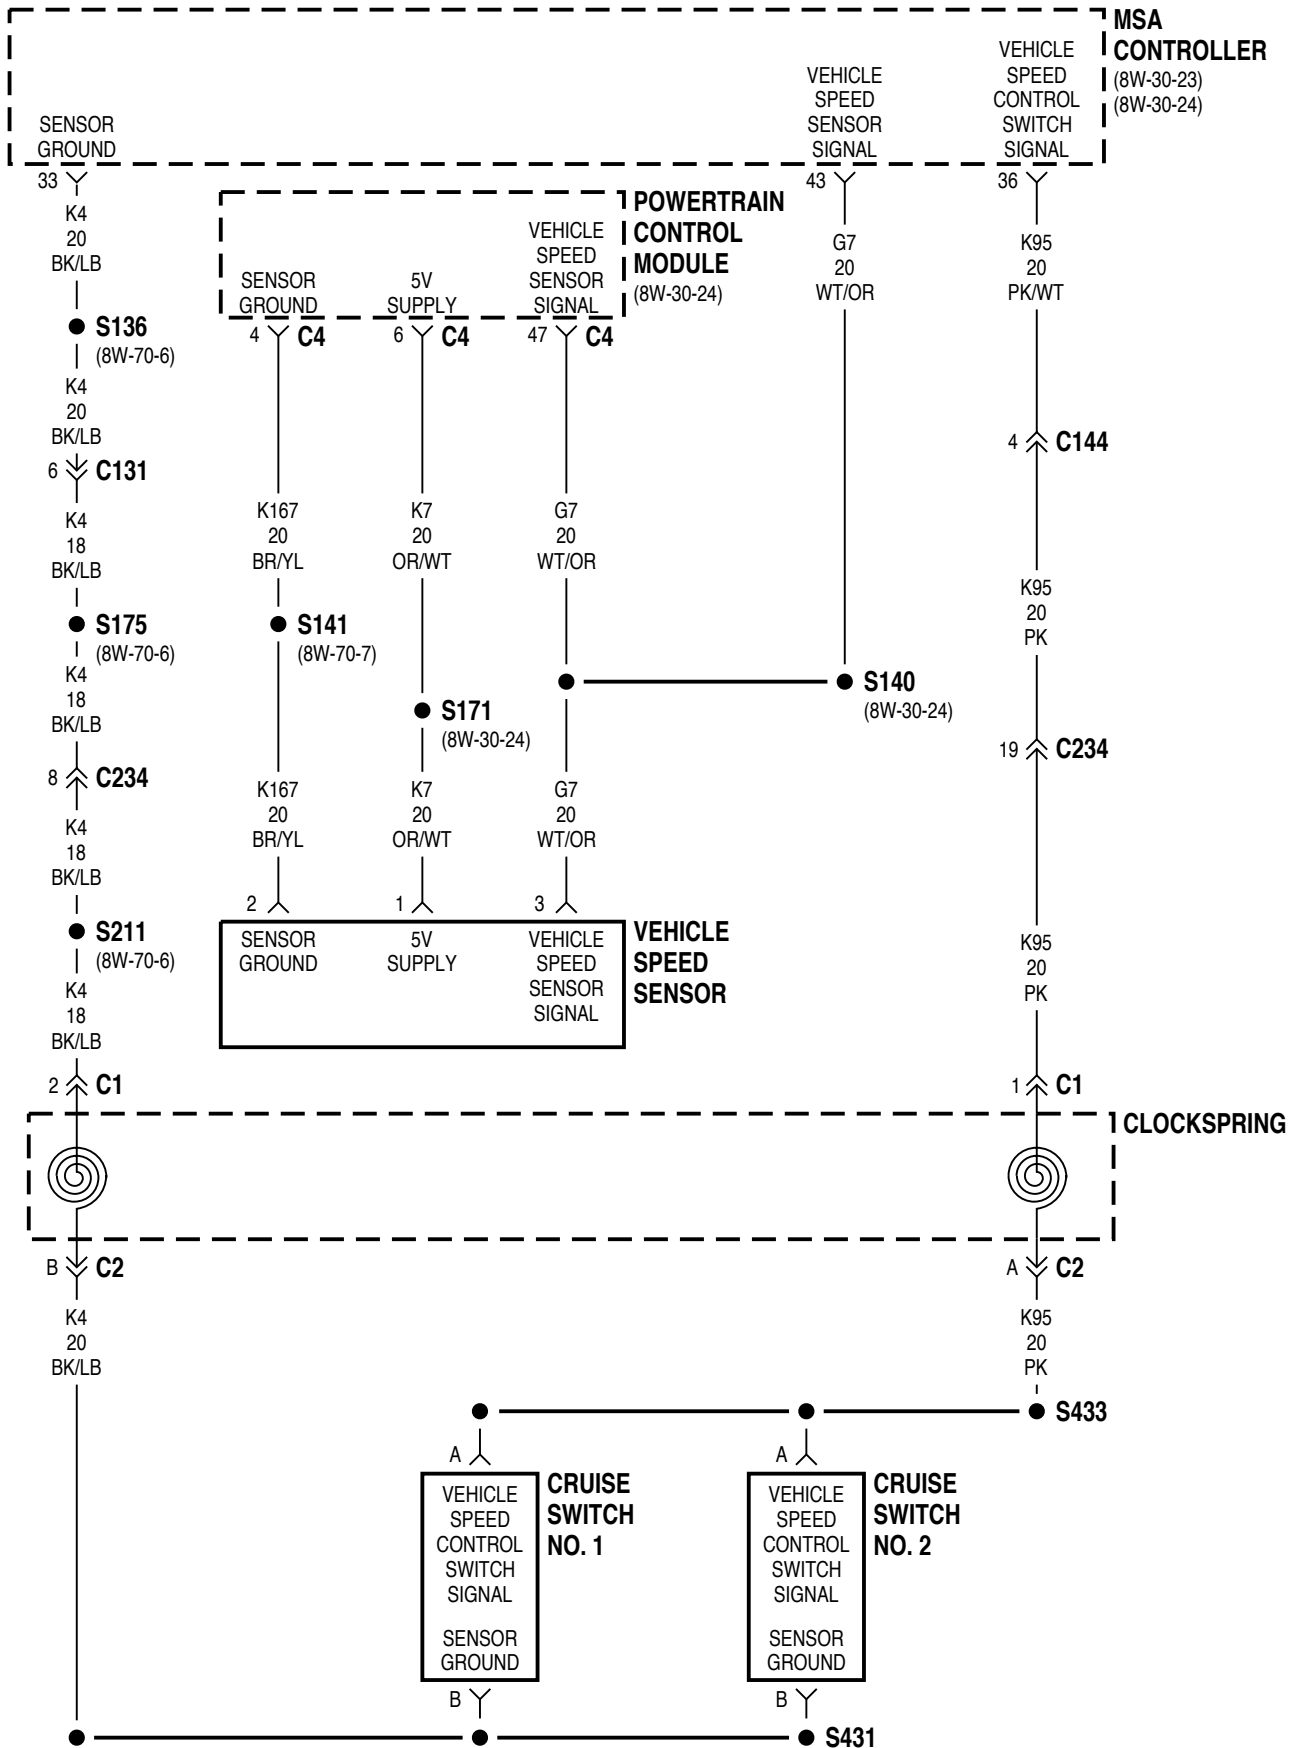 MSA
CONTROLLER
(8W-30-23)
(8W-30-24)
SENSOR
GROUND
VEHICLE
SPEED
SENSOR
SIGNAL
VEHICLE
SPEED
CONTROL
SWITCH
SIGNAL
33
43
36
K4
20
BK/LB
S136
(8W-70-6)
K4
20
BK/LB
6
C131
K4
18
BK/LB
S175
(8W-70-6)
K4
18
BK/LB
8
C234
K4
18
BK/LB
S211
(8W-70-6)
K4
18
BK/LB
2
C1
POWERTRAIN
CONTROL
MODULE
(8W-30-24)
SENSOR
GROUND
5V
SUPPLY
VEHICLE
SPEED
SENSOR
SIGNAL
4
C4
6
C4
47
C4
K167
20
BR/YL
K7
20
OR/WT
G7
20
WT/OR
S141
(8W-70-7)
S171
(8W-30-24)
K167
20
BR/YL
K7
20
OR/WT
G7
20
WT/OR
2
1
3
SENSOR
GROUND
5V
SUPPLY
VEHICLE
SPEED
SENSOR
SIGNAL
VEHICLE
SPEED
SENSOR
G7
20
WT/OR
S140
(8W-30-24)
K95
20
PK/WT
4
C144
K95
20
PK
19
C234
K95
20
PK
1
C1
CLOCKSPRING
B
C2
K4
20
BK/LB
A
C2
K95
20
PK
S433
A
A
VEHICLE
SPEED
CONTROL
SWITCH
SIGNAL
SENSOR
GROUND
CRUISE
SWITCH
NO. 1
VEHICLE
SPEED
CONTROL
SWITCH
SIGNAL
SENSOR
GROUND
CRUISE
SWITCH
NO. 2
B
B
S431